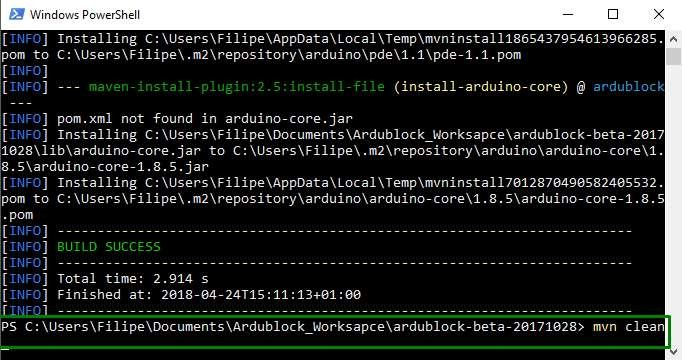 Windows PowerShell
[INFO] Installing C:\Users\Filipe\AppData\Local\Temp\mvninstall1865437954613966285.
pom to C:\Users\Filipe\.m2\repository\arduino\pde\1.1\pde-1.1.pom
[INFO]
[INFO] --- maven-install-plugin:2.5:install-file (install-arduino-core) @ ardublock
---
[INFO] pom.xml not found in arduino-core.jar
[INFO] Installing C:\Users\Filipe\Documents\Ardublock_Worksapce\ardublock-beta-2017
1028\lib\arduino-core.jar to C:\Users\Filipe\.m2\repository\arduino\arduino-core\1.
8.5\arduino-core-1.8.5.jar
[INFO] Installing C:\Users\Filipe\AppData\Local\Temp\mvninstall7012870490582405532.
pom to C:\Users\Filipe\.m2\repository\arduino\arduino-core\1.8.5\arduino-core-1.8.5
.pom
[INFO] ------------------------------------------------------------------------
[INFO] BUILD SUCCESS
[INFO] ------------------------------------------------------------------------
[INFO] Total time: 2.914 s
[INFO] Finished at: 2018-04-24T15:11:13+01:00
[INFO] ------------------------------------------------------------------------
PS C:\Users\Filipe\Documents\Ardublock_Worksapce\ardublock-beta-20171028> mvn clean